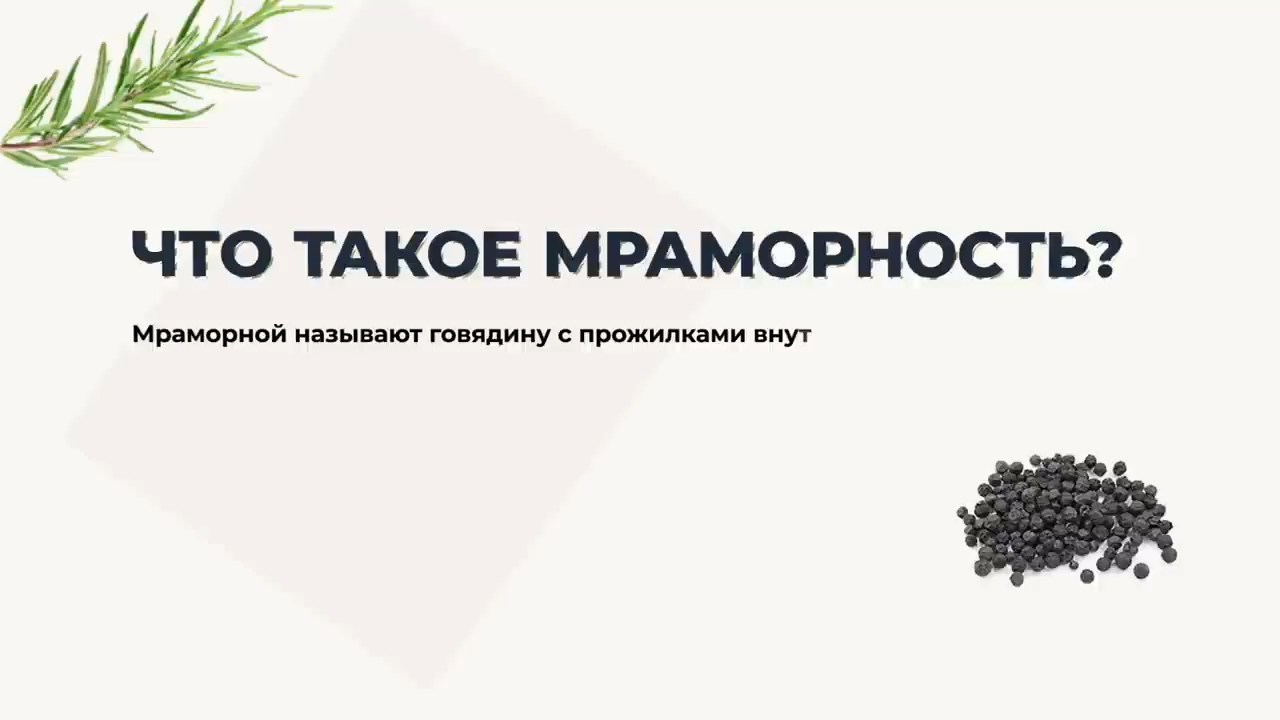 ЧТО ТАКОЕ МРАМОРНОСТЬ?
Мраморной называют говядину с прожилками внут